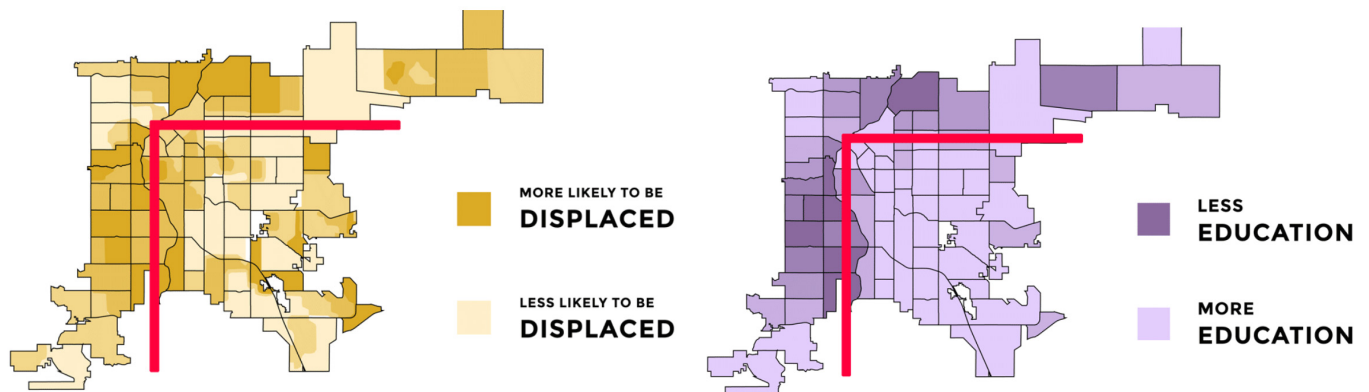 MORE LIKELY TO BE
DISPLACED
LESS LIKELY TO BE
DISPLACED
LESS
EDUCATION
MORE
EDUCATION